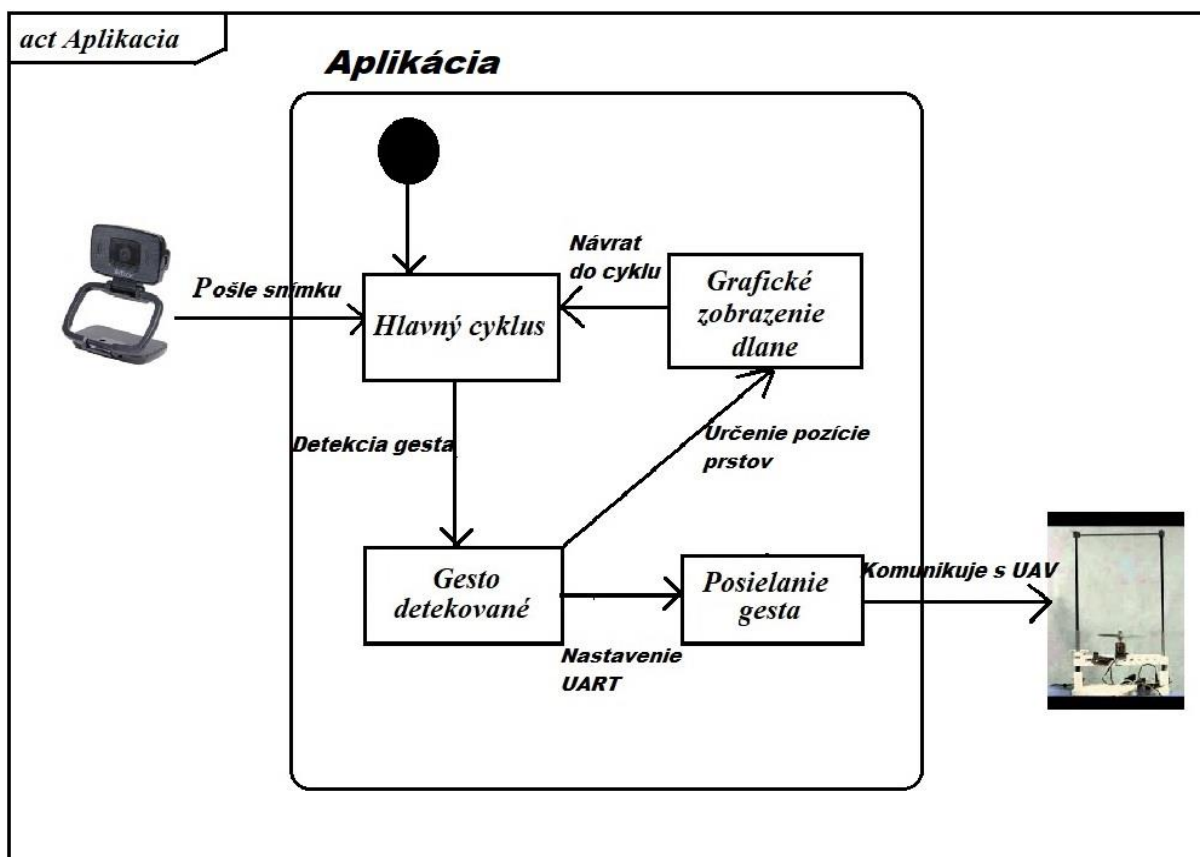 act Aplikacia
Aplikácia
Pošle snímku
Hlavný cyklus
Návrat
do cyklu
Grafické
zobrazenie
dlane
Detekcia gesta
Určenie pozície
prstov
Gesto
detekované
Nastavenie
UART
Posielanie
gesta
Komunikuje s UAV